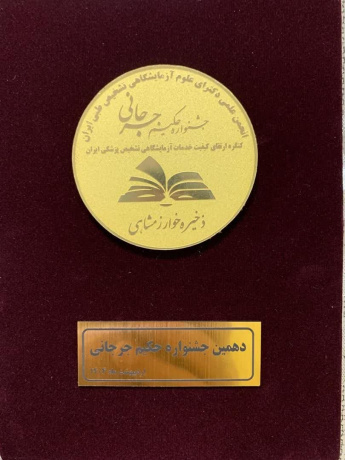 انجمن علمی دکترای علوم آزمایشگاهی تشخیص طبی ایران
جشنواره حکیم جرجانی
کنگره ارتقای کیفیت خدمات آزمایشگاهی تشخیص پزشکی ایران
ذخیره خوارزمشاهی
دهمین جشنواره حکیم جرجانی